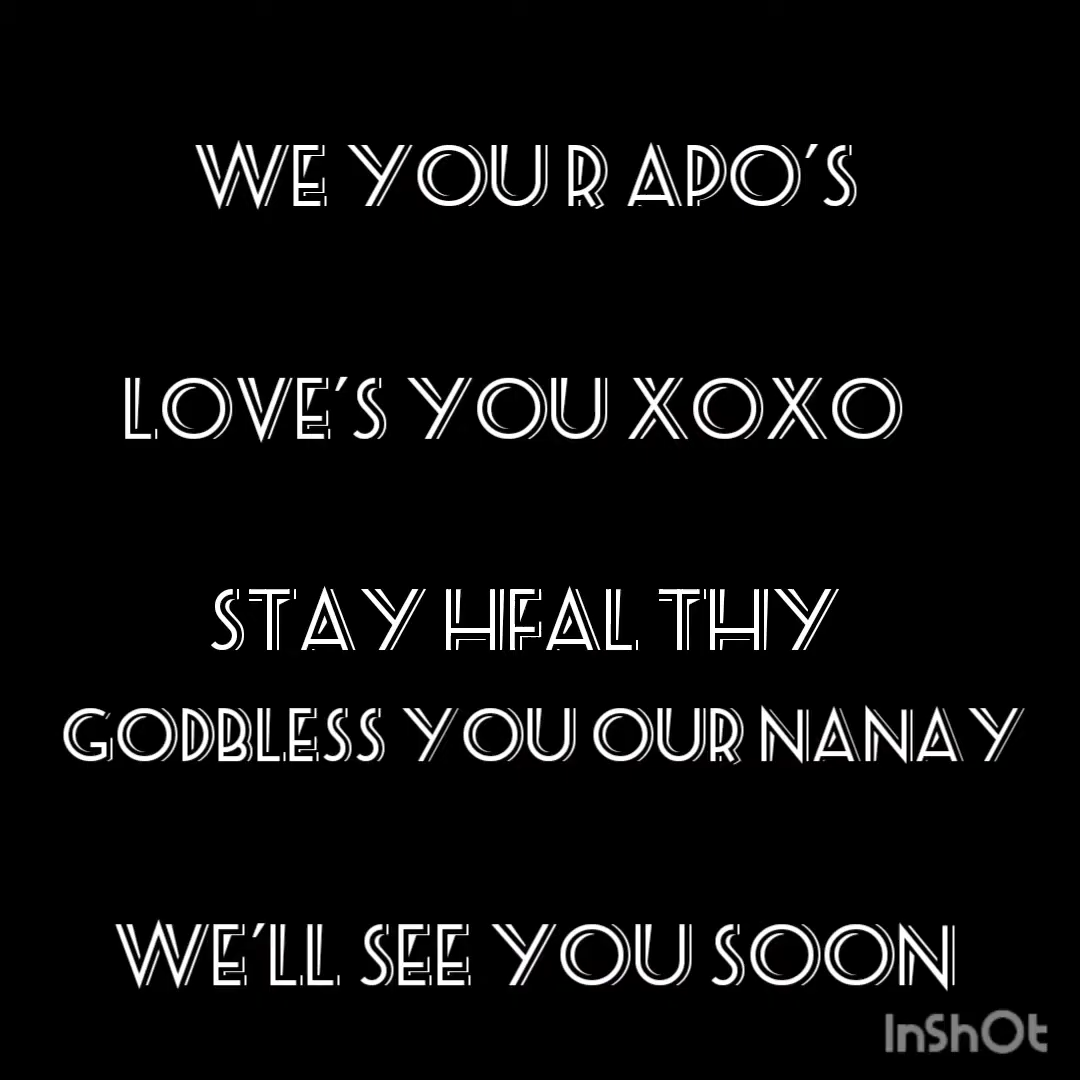 WE YOUR APO'S
LOVE'S YOU XOXO
STAY HEALTHY
GODBLESS YOU OUR NANAY
WE'LL SEE YOU SOON
InShOt